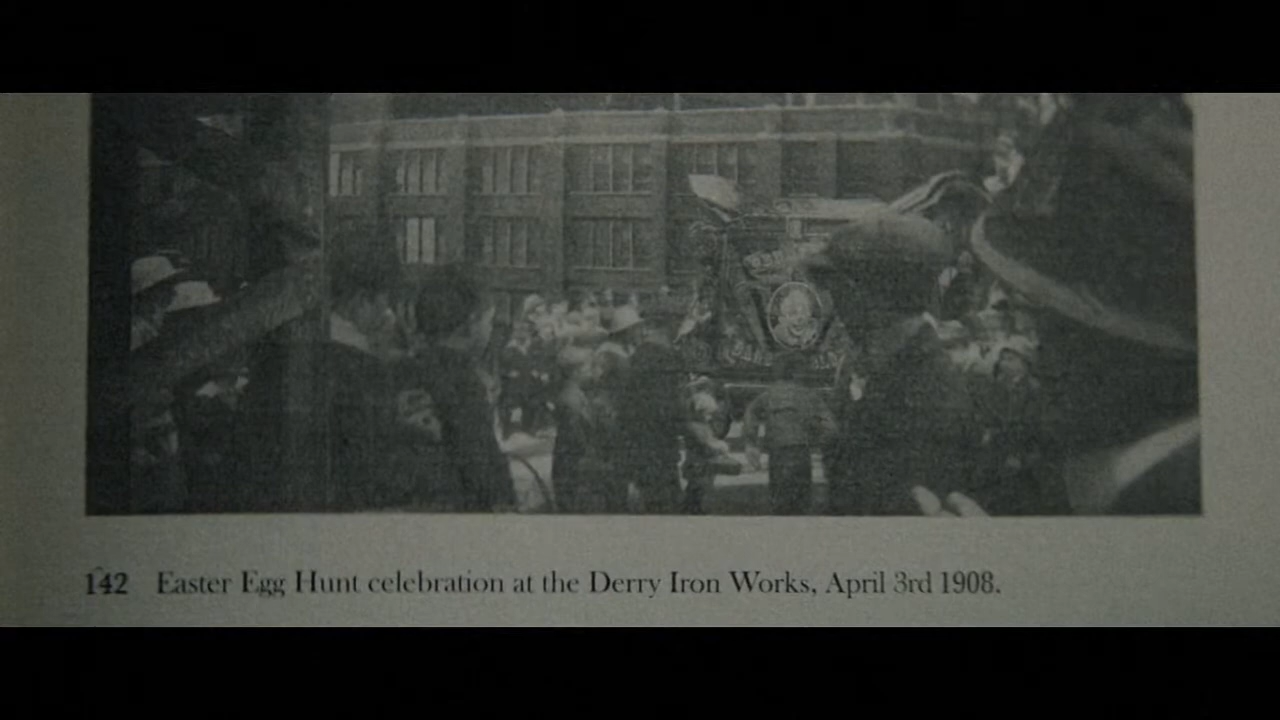 142 Easter Egg Hunt celebration at the Derry Iron Works, April 3rd 1908.